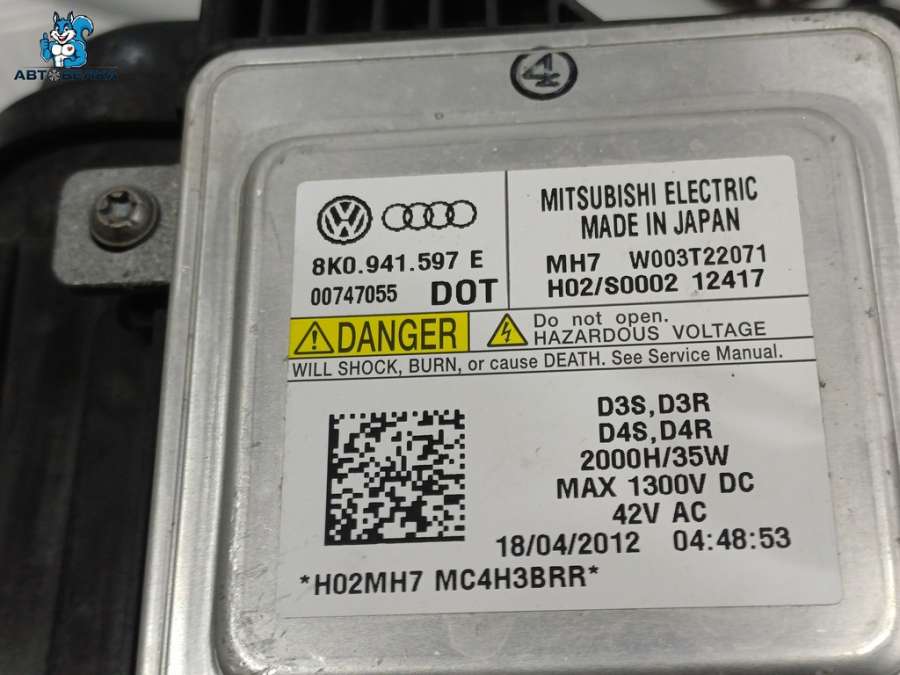 АВТОБЕЛКА
4
8K0.941.597 E
00747055 DOT
MITSUBISHI ELECTRIC
MADE IN JAPAN
MH7 W003T22071
H02/S0002 12417
DANGER
Do not open.
HAZARDOUS VOLTAGE
WILL SHOCK, BURN, or cause DEATH. See Service Manual.
D3S,D3R
D4S,D4R
2000H/35W
MAX 1300V DC
42V AC
18/04/2012 04:48:53
*H02MH7 MC4H3BRR*